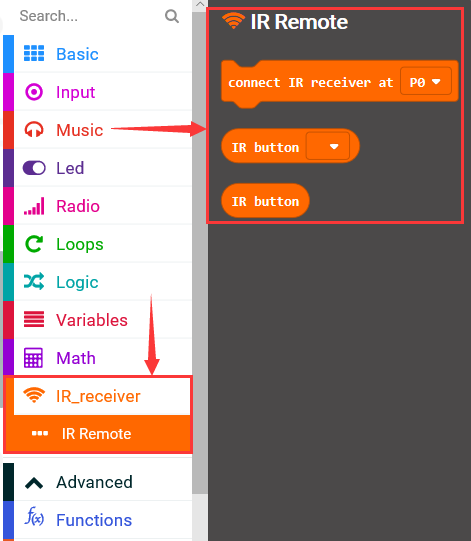 Search...
Basic
Input
Music
Led
Radio
Loops
Logic
Variables
Math
IR_receiver
IR Remote
Advanced
f(x) Functions
IR Remote
connect IR receiver at P0
IR button
IR button